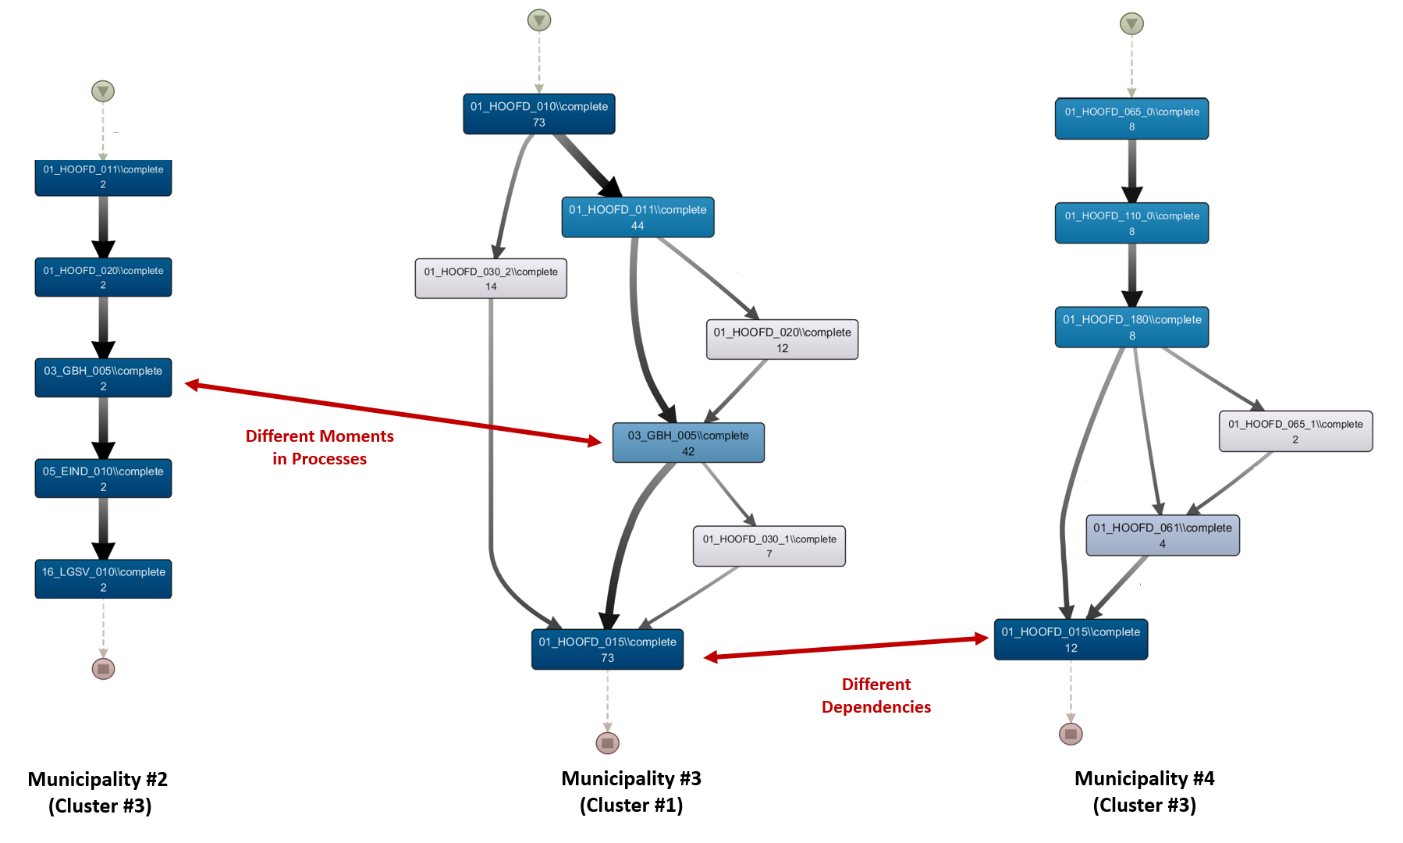 01_HOOFD_011\\complete
2
01_HOOFD_020\\complete
2
03_GBH_005\\complete
2
05_EIND_010\\complete
2
16_LGSV_010\\complete
2
Municipality #2
(Cluster #3)
Different Moments
in Processes
01_HOOFD_010\\complete
73
01_HOOFD_011\\complete
44
01_HOOFD_030_2\\complete
14
01_HOOFD_020\\complete
12
03_GBH_005\\complete
42
01_HOOFD_030_1\\complete
7
01_HOOFD_015\\complete
73
Municipality #3
(Cluster #1)
Different
Dependencies
01_HOOFD_065_0\\complete
8
01_HOOFD_110_0\\complete
8
01_HOOFD_180\\complete
8
01_HOOFD_065_1\\complete
2
01_HOOFD_061\\complete
4
01_HOOFD_015\\complete
12
Municipality #4
(Cluster #3)